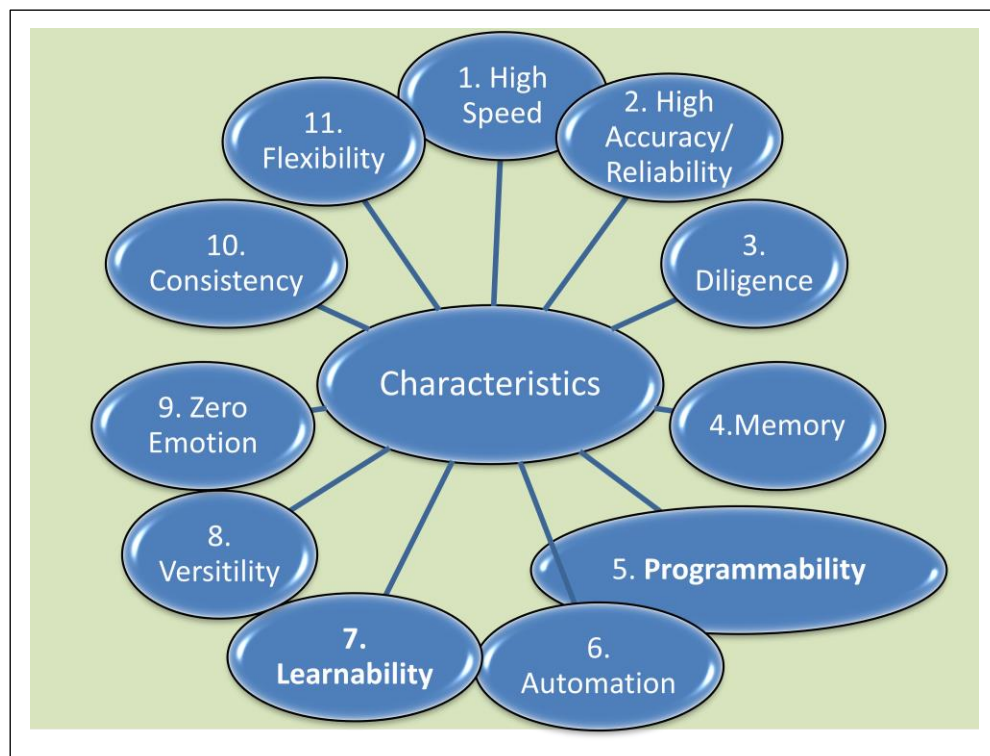 1. High
Speed
2. High
Accuracy/
Reliability
3.
Diligence
4.Memory
5. Programmability
6.
Automation
7.
Learnability
8.
Versitility
9. Zero
Emotion
10.
Consistency
11.
Flexibility
Characteristics